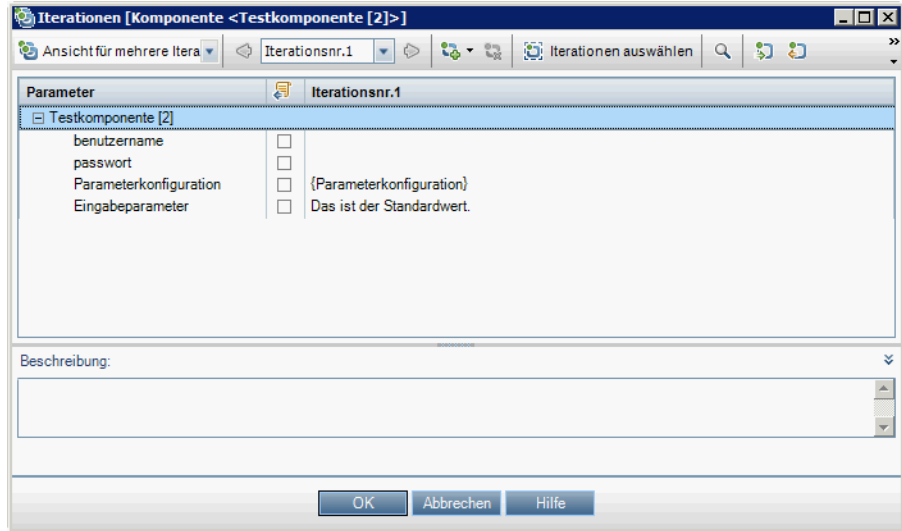 Iterationen [Komponente <Testkomponente [2]>]
Ansicht für mehrere Itera Iterationsnr.1 Iterationen auswählen »
Parameter Iterationsnr.1
Testkomponente [2]
benutzername
passwort
Parameterkonfiguration {Parameterkonfiguration}
Eingabeparameter Das ist der Standardwert.
Beschreibung:
OK Abbrechen Hilfe